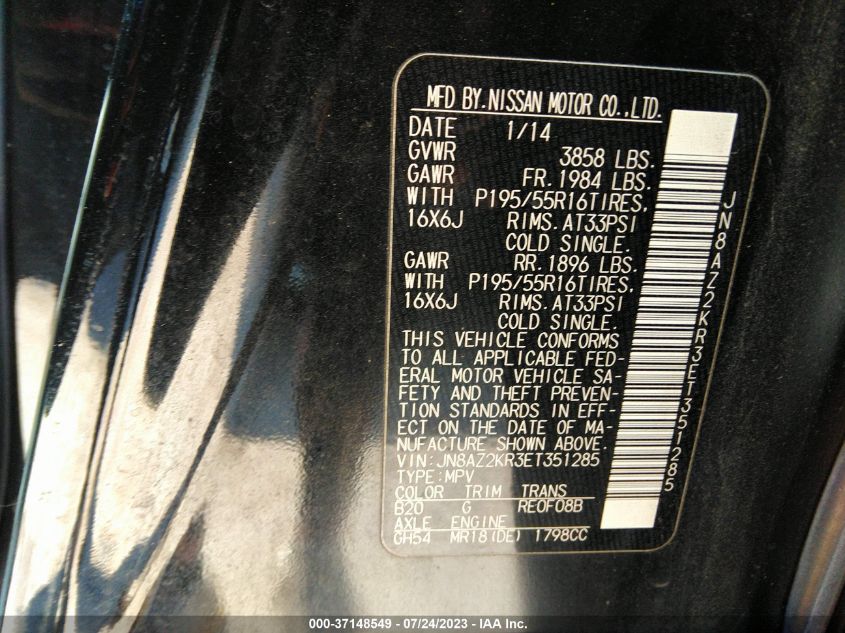 MFD BY.NISSAN MOTOR CO.,LTD.
DATE 1/14
GVWR 3858 LBS.
GAWR FR.1984 LBS.
WITH P195/55R16TIRES,
16X6J RIMS.AT33PSI
COLD SINGLE.
GAWR RR.1896 LBS.
WITH P195/55R16TIRES,
16X6J RIMS.AT33PSI
COLD SINGLE.
THIS VEHICLE CONFORMS
TO ALL APPLICABLE FED-
ERAL MOTOR VEHICLE SA-
FETY AND THEFT PREVEN-
TION STANDARDS IN EFF-
ECT ON THE DATE OF MA-
NUFACTURE SHOWN ABOVE.
VIN:JN8AZ2KR3ET351285
TYPE:MPV
COLOR TRIM TRANS
B20 G RE0F08B
AXLE ENGINE
GH54 MR18(DE) 1798CC
JN8AZ2KR3ET351285
000-37148549 - 07/24/2023 - IAA Inc.